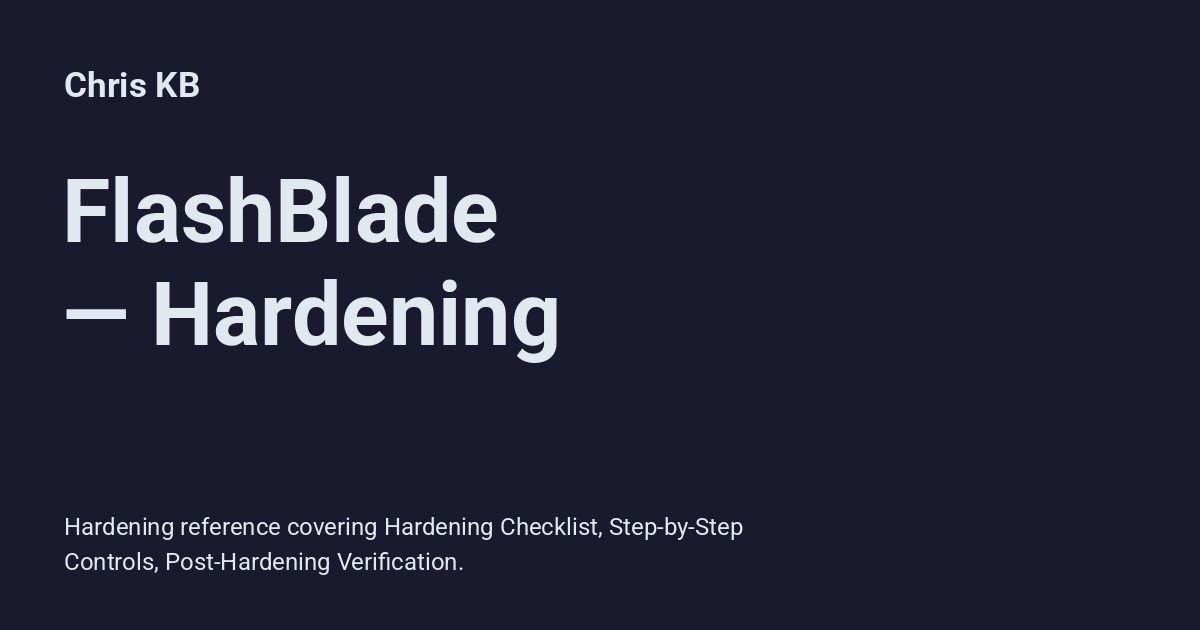 Chris KB
FlashBlade
— Hardening
Hardening reference covering Hardening Checklist, Step-by-Step
Controls, Post-Hardening Verification.